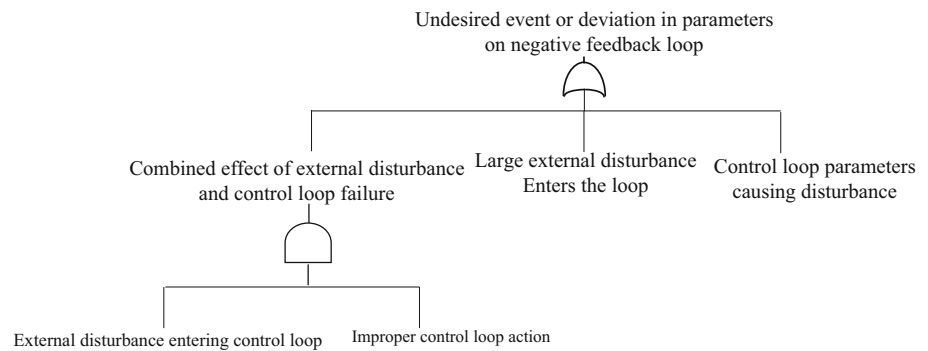 Undesired event or deviation in parameters
on negative feedback loop
Combined effect of external disturbance
and control loop failure
Large external disturbance
Enters the loop
Control loop parameters
causing disturbance
External disturbance entering control loop
Improper control loop action